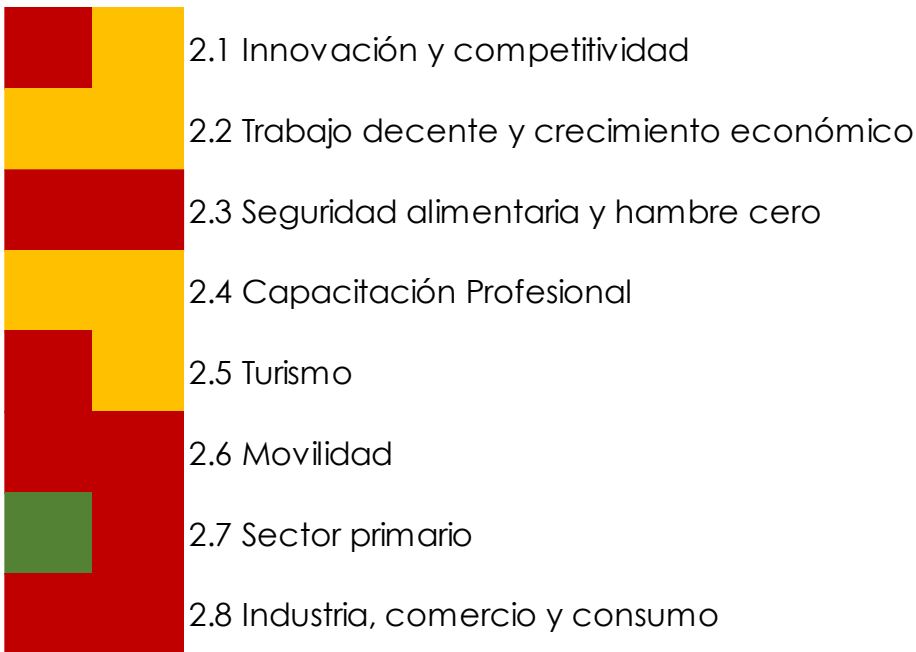 2.1 Innovación y competitividad
2.2 Trabajo decente y crecimiento económico
2.3 Seguridad alimentaria y hambre cero
2.4 Capacitación Profesional
2.5 Turismo
2.6 Movilidad
2.7 Sector primario
2.8 Industria, comercio y consumo